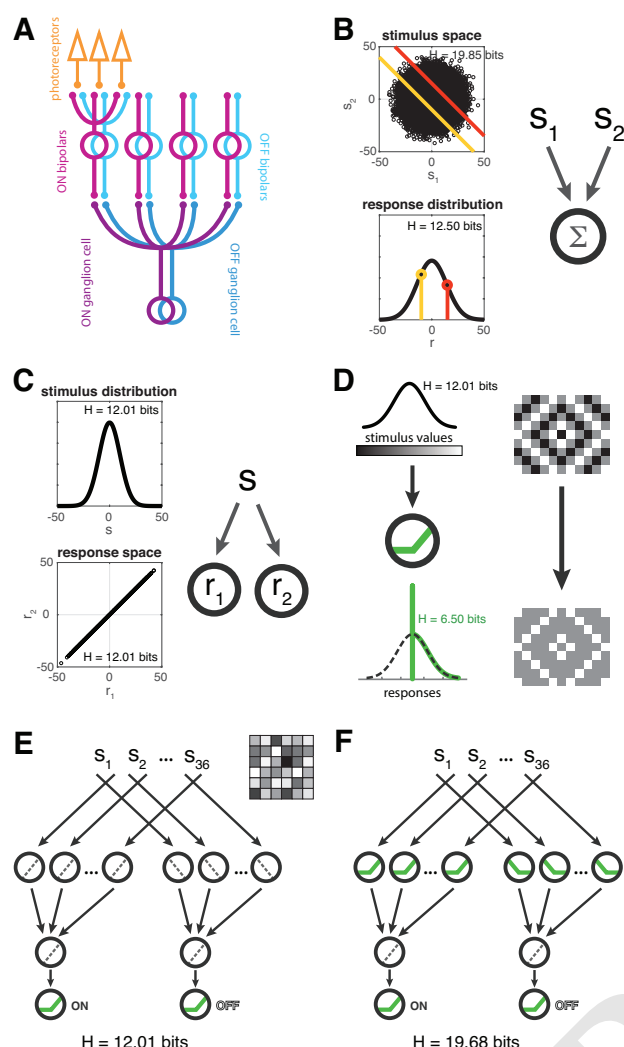 A
photoreceptors
ON bipolars
OFF bipolars
ON ganglion cell
OFF ganglion cell
B
stimulus space
H = 19.85 bits
50
s2
0
-50
-50 0 50
s1
response distribution
H = 12.50 bits
-50 0 50
r
S1 S2
Σ
C
stimulus distribution
H = 12.01 bits
-50 0 50
s
response space
50
r2
0
-50
H = 12.01 bits
-50 0 50
r1
S
r1 r2
D
H = 12.01 bits
stimulus values
H = 6.50 bits
responses
E
S1 S2 ... S36
... ...
ON OFF
H = 12.01 bits
F
S1 S2 ... S36
... ...
ON OFF
H = 19.68 bits